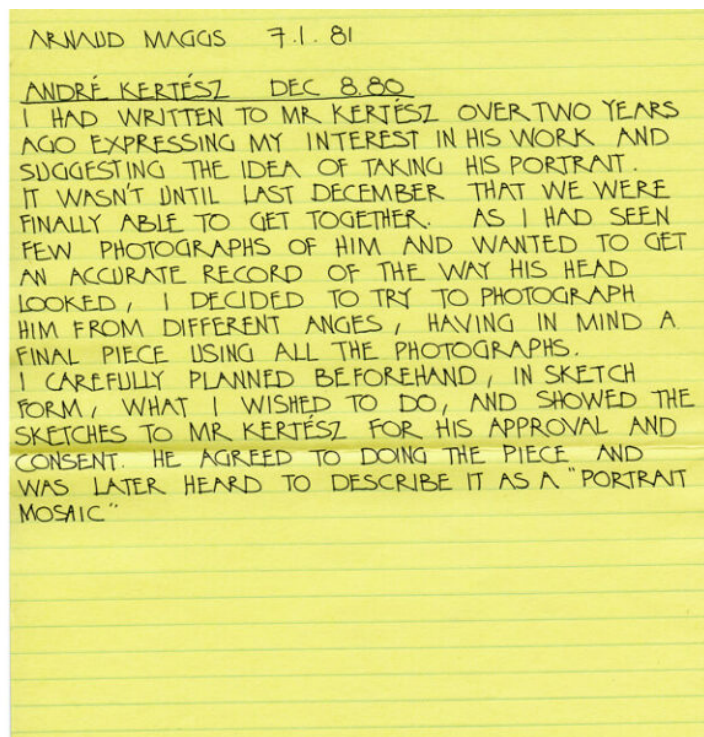 ARNAUD MAGGS 7.1.81
ANDRÉ KERTÉSZ DEC 8.80
I HAD WRITTEN TO MR KERTÉSZ OVER TWO YEARS
AGO EXPRESSING MY INTEREST IN HIS WORK AND
SUGGESTING THE IDEA OF TAKING HIS PORTRAIT.
IT WASN'T UNTIL LAST DECEMBER THAT WE WERE
FINALLY ABLE TO GET TOGETHER. AS I HAD SEEN
FEW PHOTOGRAPHS OF HIM AND WANTED TO GET
AN ACCURATE RECORD OF THE WAY HIS HEAD
LOOKED, I DECIDED TO TRY TO PHOTOGRAPH
HIM FROM DIFFERENT ANGES, HAVING IN MIND A
FINAL PIECE USING ALL THE PHOTOGRAPHS.
I CAREFULLY PLANNED BEFOREHAND, IN SKETCH
FORM, WHAT I WISHED TO DO, AND SHOWED THE
SKETCHES TO MR KERTÉSZ FOR HIS APPROVAL AND
CONSENT. HE AGREED TO DOING THE PIECE AND
WAS LATER HEARD TO DESCRIBE IT AS A "PORTRAIT
MOSAIC"